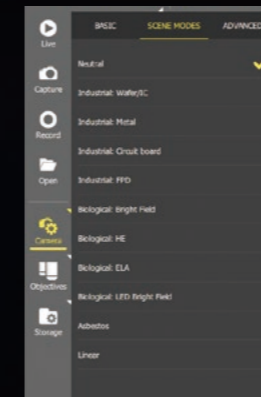 BASIC SCENE MODES ADVANCED
Live
Capture
Record
Open
Camera
Objectives
Storage
Neutral
Industrial: Wafer/IC
Industrial: Metal
Industrial: Circuit board
Industrial: FPD
Biological: Bright Field
Biological: HE
Biological: ELA
Biological: LED Bright Field
Asbestos
Linear